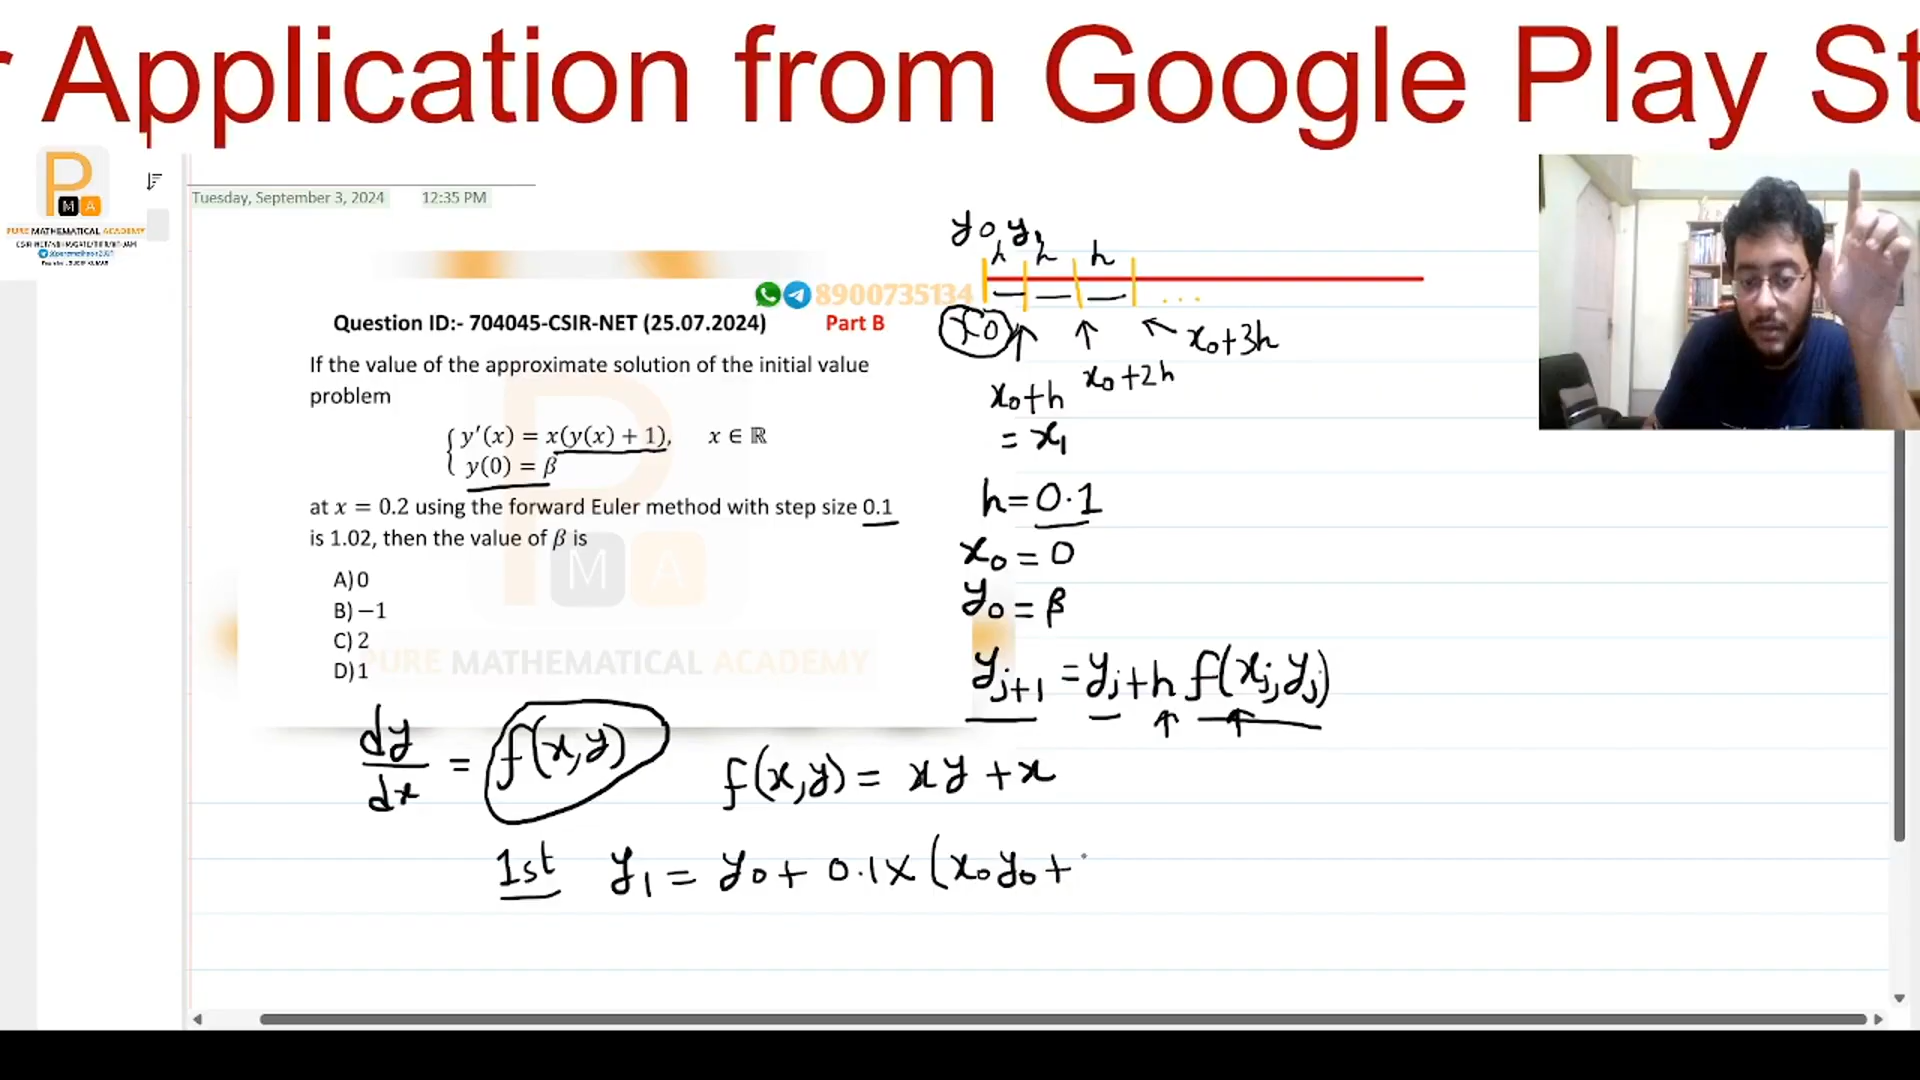 r Application from Google Play St
P
M A
PURE MATHEMATICAL ACADEMY
Tuesday, September 3, 2024 12:35 PM
8900735134
Question ID:- 704045-CSIR-NET (25.07.2024) Part B
If the value of the approximate solution of the initial value
problem
y′(x) = x(y(x) + 1), x ∈ ℝ
y(0) = β
at x = 0.2 using the forward Euler method with step size 0.1
is 1.02, then the value of β is
A) 0
B) −1
C) 2
D) 1
M A
PURE MATHEMATICAL ACADEMY
y0 y1
h h h
x0
...
x0+h
x0+2h
x0+3h
= x1
h = 0.1
x0 = 0
y0 = β
yj+1 = yj + h f(xj, yj)
dy/dx = f(x,y)
f(x,y) = xy + x
1st y1 = y0 + 0.1× (x0y0 +